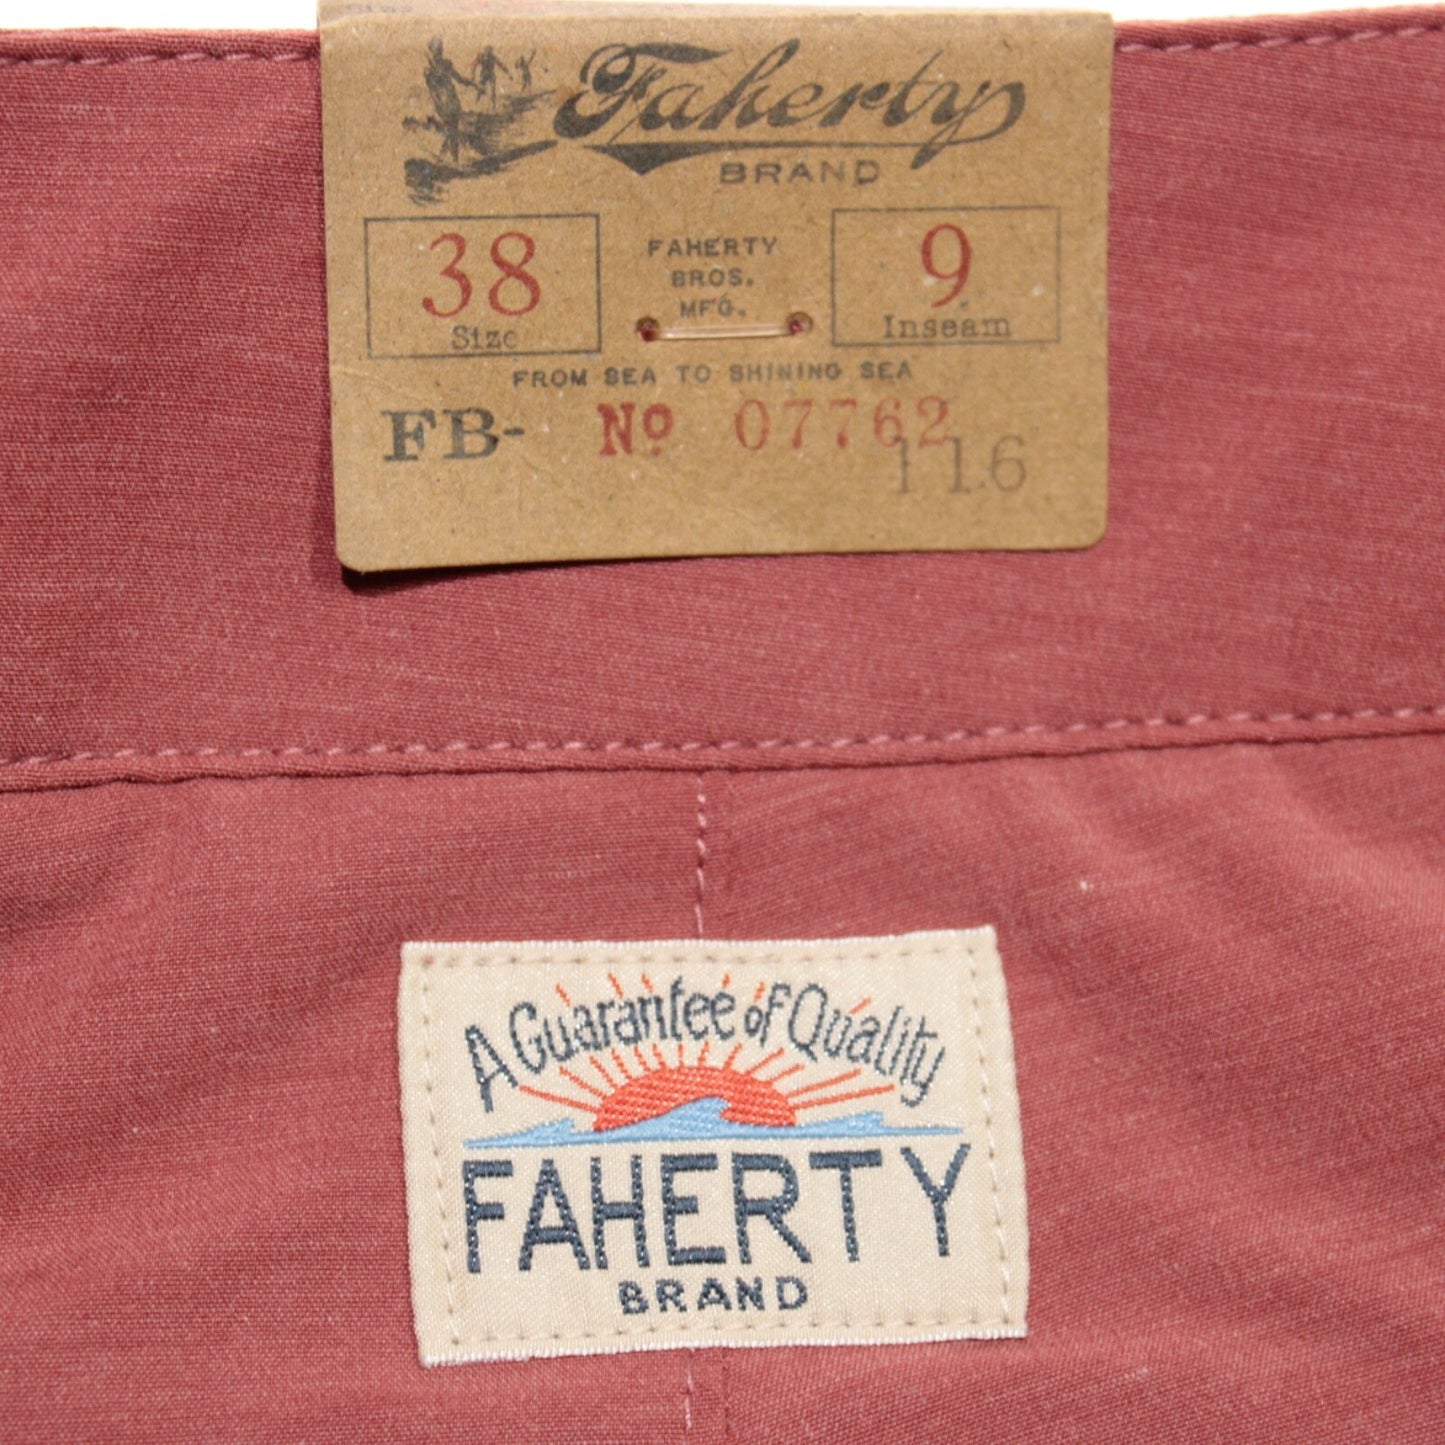 Faherty
BRAND
38
Size
FAHERTY
BROS.
MFG.
9
Inseam
FROM SEA TO SHINING SEA
FB- Nº 07762
116
A Guarantee of Quality
FAHERTY
BRAND